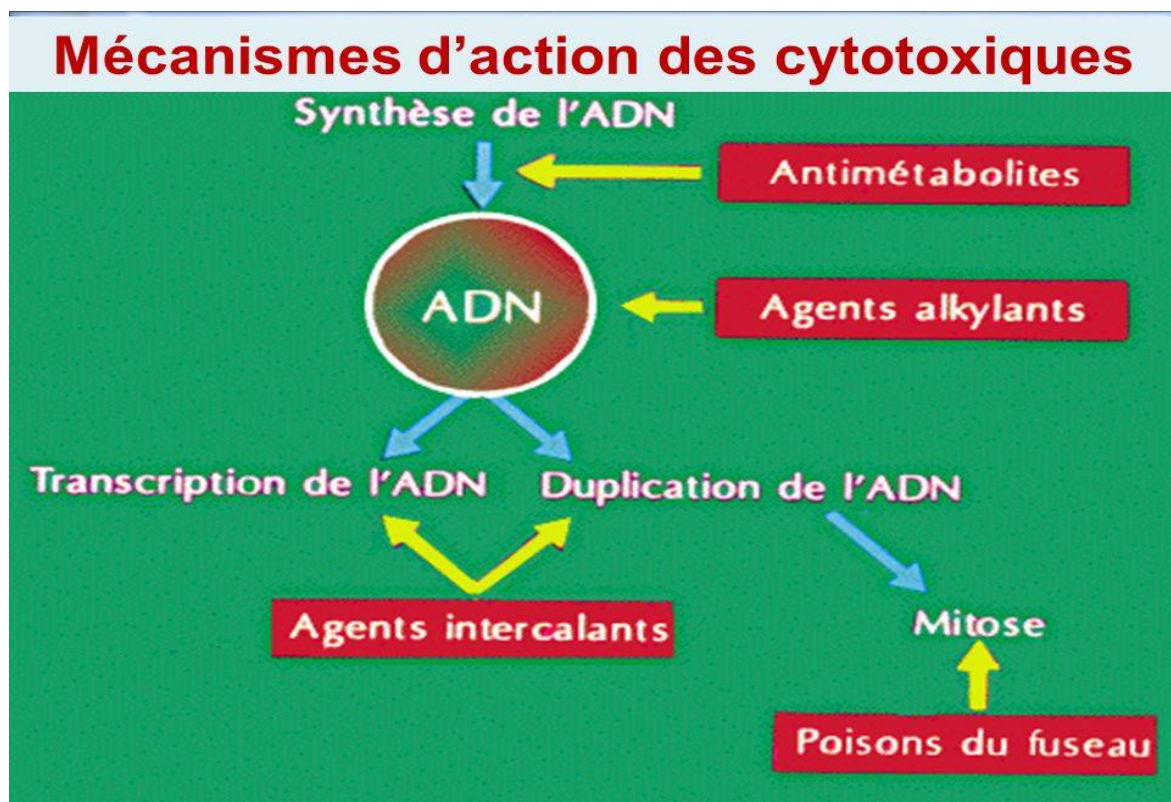 Mécanismes d’action des cytotoxiques
Synthèse de l'ADN
Antimétabolites
ADN
Agents alkylants
Transcription de l'ADN
Duplication de l'ADN
Agents intercalants
Mitose
Poisons du fuseau